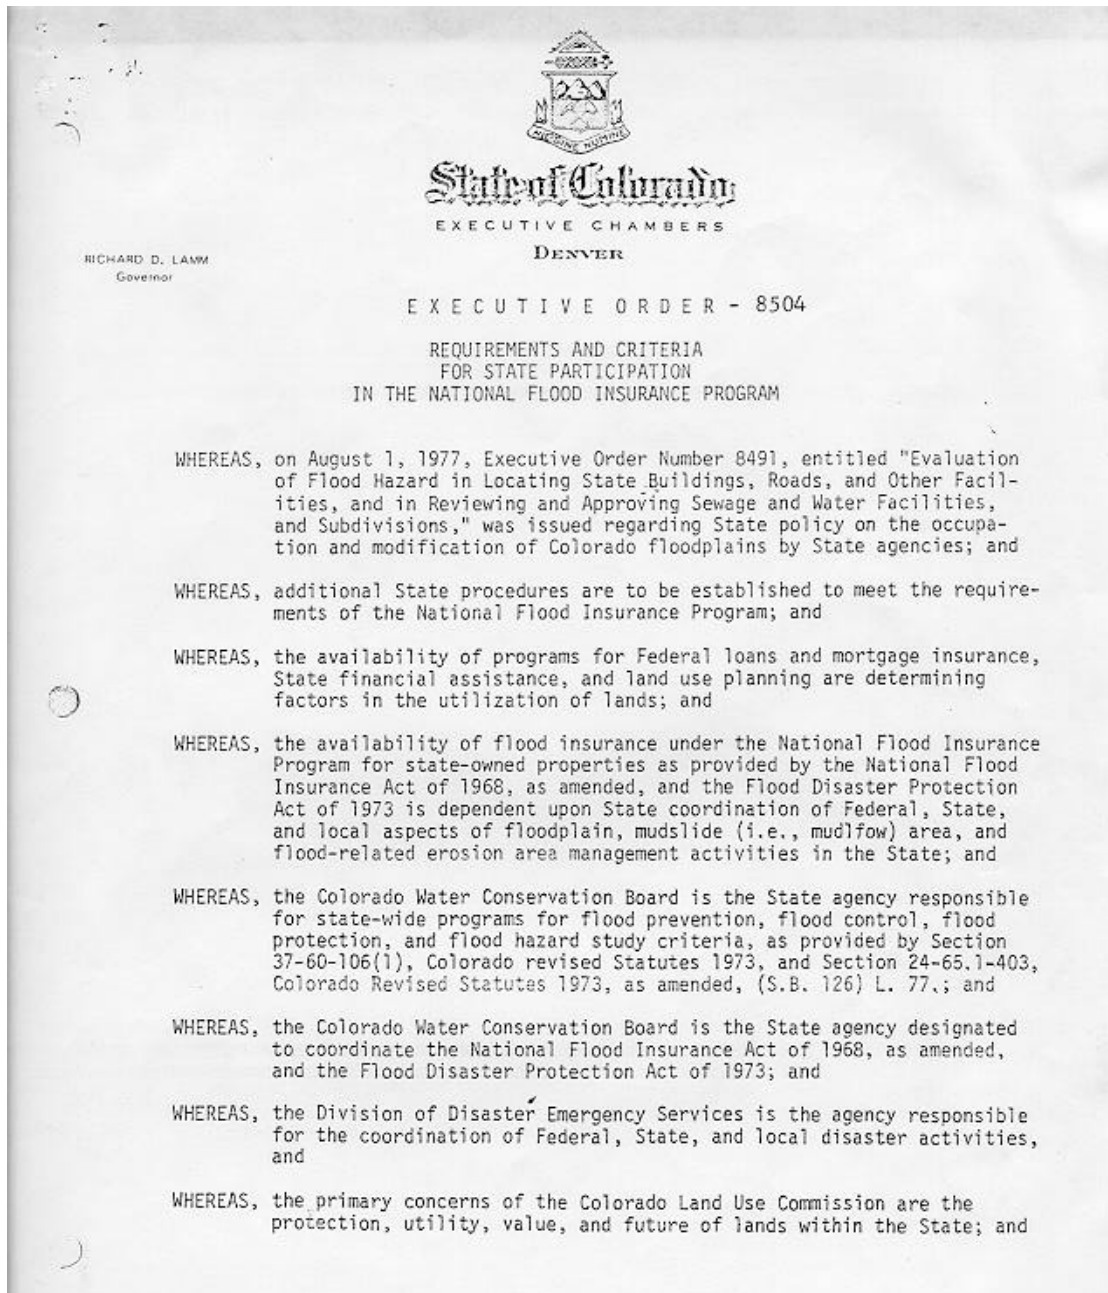 NIL SINE NUMINE
State of Colorado
EXECUTIVE CHAMBERS
DENVER
RICHARD D. LAMM
Governor
EXECUTIVE ORDER - 8504
REQUIREMENTS AND CRITERIA
FOR STATE PARTICIPATION
IN THE NATIONAL FLOOD INSURANCE PROGRAM
WHEREAS, on August 1, 1977, Executive Order Number 8491, entitled "Evaluation
of Flood Hazard in Locating State Buildings, Roads, and Other Facil-
ities, and in Reviewing and Approving Sewage and Water Facilities,
and Subdivisions," was issued regarding State policy on the occupa-
tion and modification of Colorado floodplains by State agencies; and
WHEREAS, additional State procedures are to be established to meet the require-
ments of the National Flood Insurance Program; and
WHEREAS, the availability of programs for Federal loans and mortgage insurance,
State financial assistance, and land use planning are determining
factors in the utilization of lands; and
WHEREAS, the availability of flood insurance under the National Flood Insurance
Program for state-owned properties as provided by the National Flood
Insurance Act of 1968, as amended, and the Flood Disaster Protection
Act of 1973 is dependent upon State coordination of Federal, State,
and local aspects of floodplain, mudslide (i.e., mudlfow) area, and
flood-related erosion area management activities in the State; and
WHEREAS, the Colorado Water Conservation Board is the State agency responsible
for state-wide programs for flood prevention, flood control, flood
protection, and flood hazard study criteria, as provided by Section
37-60-106(1), Colorado revised Statutes 1973, and Section 24-65.1-403,
Colorado Revised Statutes 1973, as amended, (S.B. 126) L. 77.; and
WHEREAS, the Colorado Water Conservation Board is the State agency designated
to coordinate the National Flood Insurance Act of 1968, as amended,
and the Flood Disaster Protection Act of 1973; and
WHEREAS, the Division of Disaster Emergency Services is the agency responsible
for the coordination of Federal, State, and local disaster activities,
and
WHEREAS, the primary concerns of the Colorado Land Use Commission are the
protection, utility, value, and future of lands within the State; and